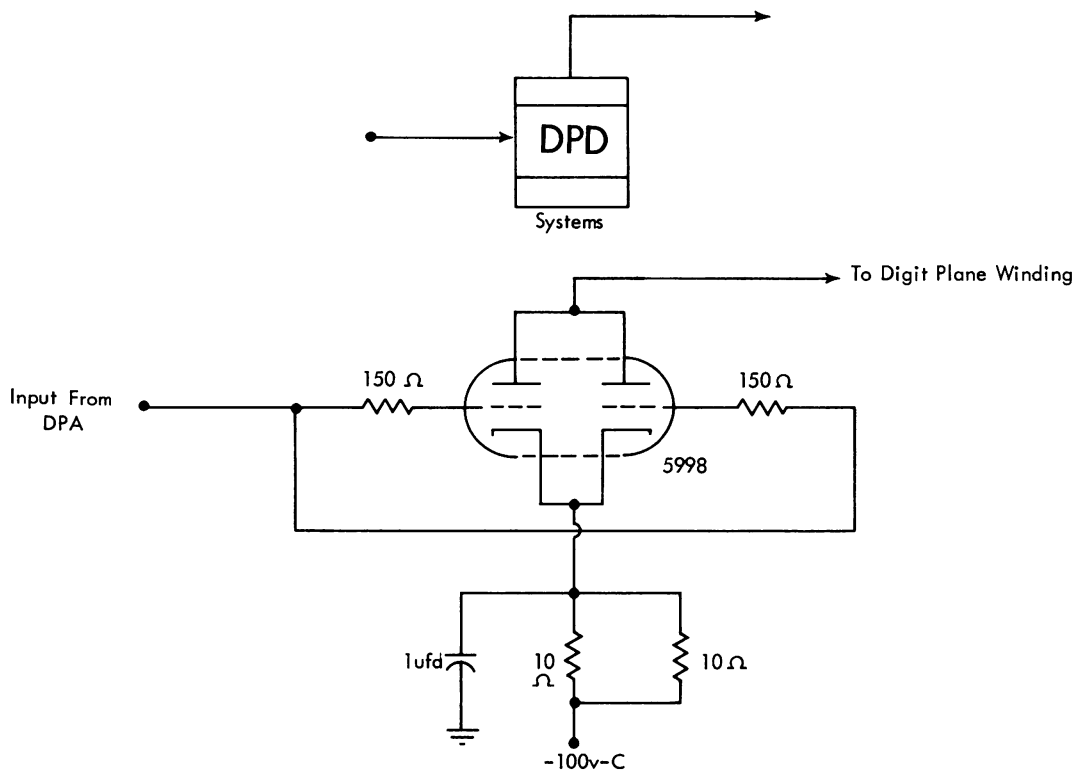 DPD
Systems
To Digit Plane Winding
150 Ω
150 Ω
Input From
DPA
5998
1ufd
10
Ω
10 Ω
-100v-C